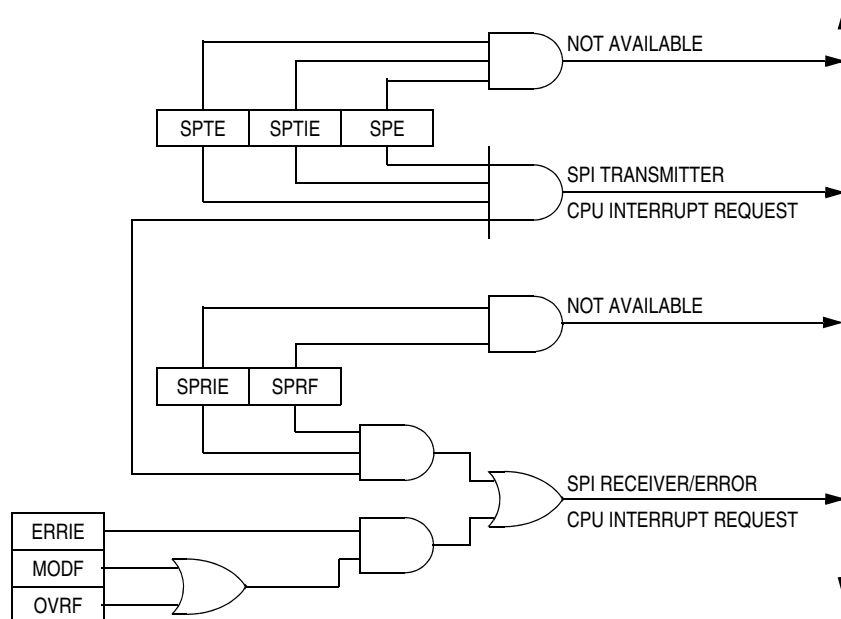 NOT AVAILABLE
SPTE SPTIE SPE
SPI TRANSMITTER
CPU INTERRUPT REQUEST
NOT AVAILABLE
SPRIE SPRF
SPI RECEIVER/ERROR
CPU INTERRUPT REQUEST
ERRIE
MODF
OVRF